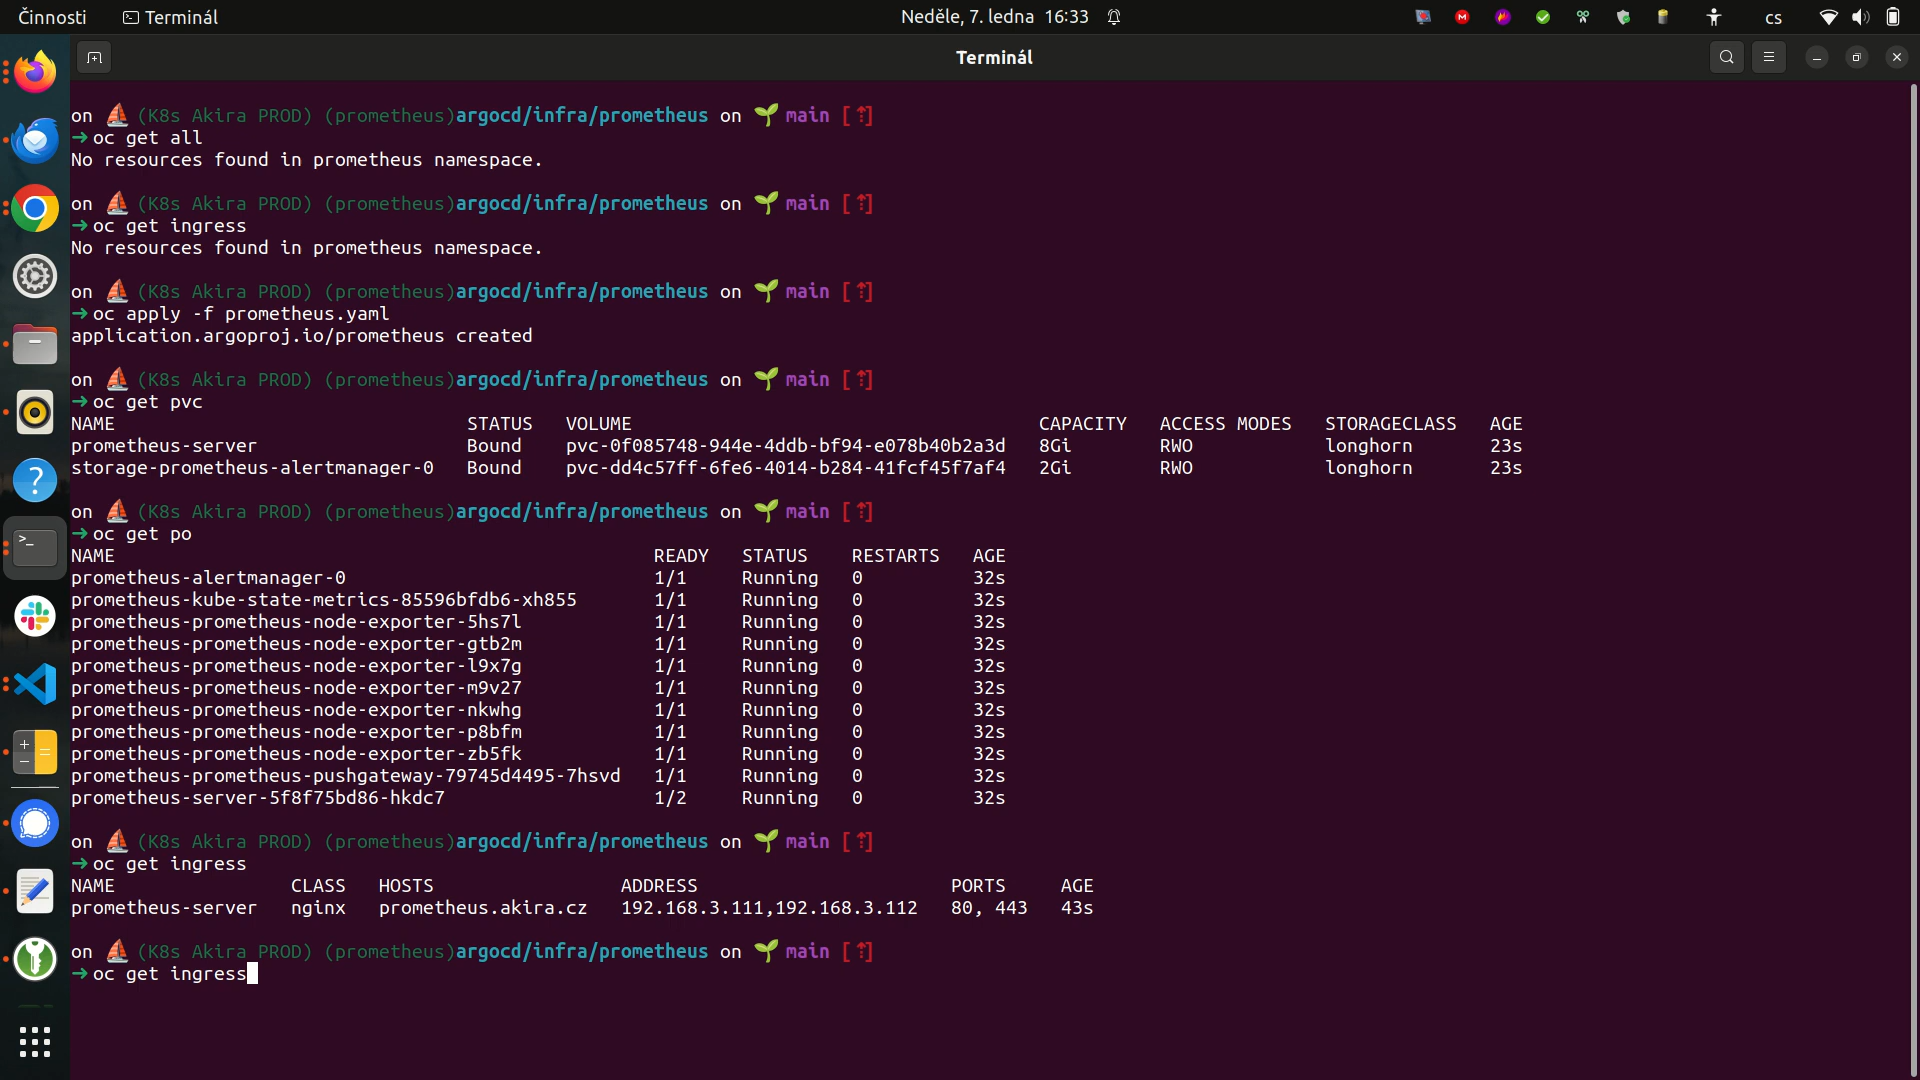 Činnosti Terminál Neděle, 7. ledna 16:33 cs
Terminál
on (K8s Akira PROD) (prometheus)argocd/infra/prometheus on main [⇡]
➜ oc get all
No resources found in prometheus namespace.
on (K8s Akira PROD) (prometheus)argocd/infra/prometheus on main [⇡]
➜ oc get ingress
No resources found in prometheus namespace.
on (K8s Akira PROD) (prometheus)argocd/infra/prometheus on main [⇡]
➜ oc apply -f prometheus.yaml
application.argoproj.io/prometheus created
on (K8s Akira PROD) (prometheus)argocd/infra/prometheus on main [⇡]
➜ oc get pvc
NAME STATUS VOLUME CAPACITY ACCESS MODES STORAGECLASS AGE
prometheus-server Bound pvc-0f085748-944e-4ddb-bf94-e078b40b2a3d 8Gi RWO longhorn 23s
storage-prometheus-alertmanager-0 Bound pvc-dd4c57ff-6fe6-4014-b284-41fcf45f7af4 2Gi RWO longhorn 23s
on (K8s Akira PROD) (prometheus)argocd/infra/prometheus on main [⇡]
➜ oc get po
NAME READY STATUS RESTARTS AGE
prometheus-alertmanager-0 1/1 Running 0 32s
prometheus-kube-state-metrics-85596bfdb6-xh855 1/1 Running 0 32s
prometheus-prometheus-node-exporter-5hs7l 1/1 Running 0 32s
prometheus-prometheus-node-exporter-gtb2m 1/1 Running 0 32s
prometheus-prometheus-node-exporter-l9x7g 1/1 Running 0 32s
prometheus-prometheus-node-exporter-m9v27 1/1 Running 0 32s
prometheus-prometheus-node-exporter-nkwhg 1/1 Running 0 32s
prometheus-prometheus-node-exporter-p8bfm 1/1 Running 0 32s
prometheus-prometheus-node-exporter-zb5fk 1/1 Running 0 32s
prometheus-prometheus-pushgateway-79745d4495-7hsvd 1/1 Running 0 32s
prometheus-server-5f8f75bd86-hkdc7 1/2 Running 0 32s
on (K8s Akira PROD) (prometheus)argocd/infra/prometheus on main [⇡]
➜ oc get ingress
NAME CLASS HOSTS ADDRESS PORTS AGE
prometheus-server nginx prometheus.akira.cz 192.168.3.111,192.168.3.112 80, 443 43s
on (K8s Akira PROD) (prometheus)argocd/infra/prometheus on main [⇡]
➜ oc get ingress